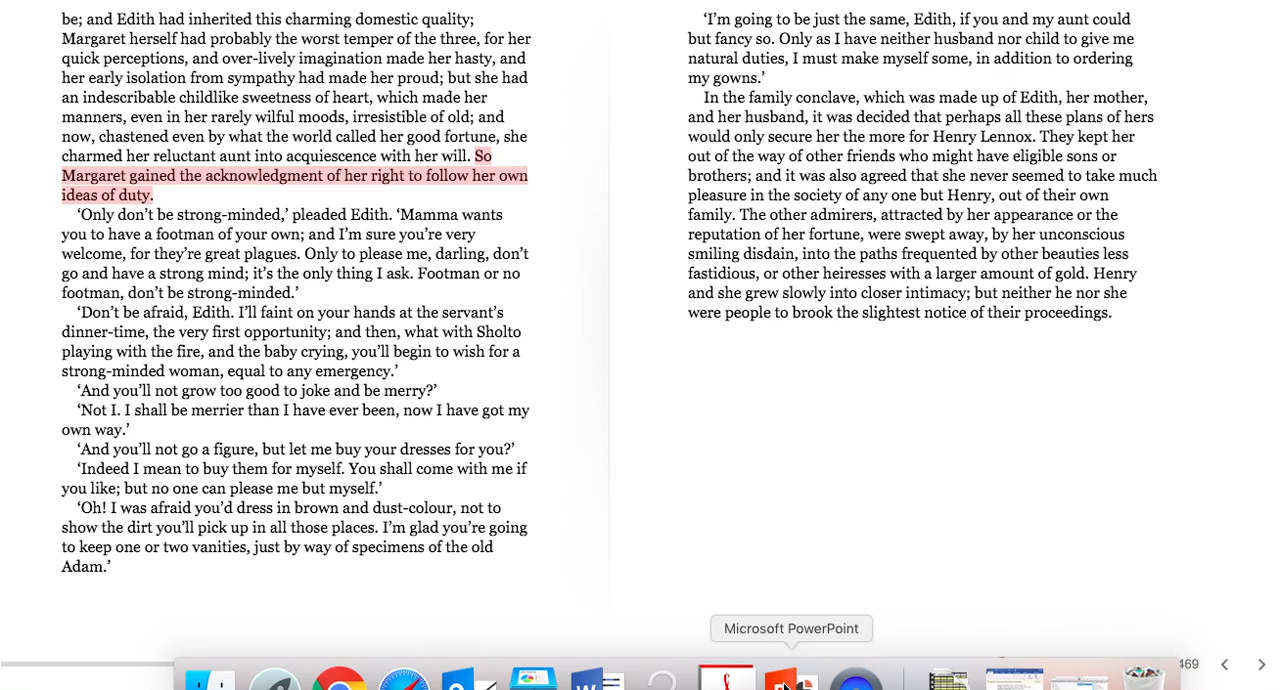 be; and Edith had inherited this charming domestic quality;
Margaret herself had probably the worst temper of the three, for her
quick perceptions, and over-lively imagination made her hasty, and
her early isolation from sympathy had made her proud; but she had
an indescribable childlike sweetness of heart, which made her
manners, even in her rarely wilful moods, irresistible of old; and
now, chastened even by what the world called her good fortune, she
charmed her reluctant aunt into acquiescence with her will. So
Margaret gained the acknowledgment of her right to follow her own
ideas of duty.
‘Only don’t be strong-minded,’ pleaded Edith. ‘Mamma wants
you to have a footman of your own; and I’m sure you’re very
welcome, for they’re great plagues. Only to please me, darling, don’t
go and have a strong mind; it’s the only thing I ask. Footman or no
footman, don’t be strong-minded.’
‘Don’t be afraid, Edith. I’ll faint on your hands at the servant’s
dinner-time, the very first opportunity; and then, what with Sholto
playing with the fire, and the baby crying, you’ll begin to wish for a
strong-minded woman, equal to any emergency.’
‘And you’ll not grow too good to joke and be merry?’
‘Not I. I shall be merrier than I have ever been, now I have got my
own way.’
‘And you’ll not go a figure, but let me buy your dresses for you?’
‘Indeed I mean to buy them for myself. You shall come with me if
you like; but no one can please me but myself.’
‘Oh! I was afraid you’d dress in brown and dust-colour, not to
show the dirt you’ll pick up in all those places. I’m glad you’re going
to keep one or two vanities, just by way of specimens of the old
Adam.’
‘I’m going to be just the same, Edith, if you and my aunt could
but fancy so. Only as I have neither husband nor child to give me
natural duties, I must make myself some, in addition to ordering
my gowns.’
In the family conclave, which was made up of Edith, her mother,
and her husband, it was decided that perhaps all these plans of hers
would only secure her the more for Henry Lennox. They kept her
out of the way of other friends who might have eligible sons or
brothers; and it was also agreed that she never seemed to take much
pleasure in the society of any one but Henry, out of their own
family. The other admirers, attracted by her appearance or the
reputation of her fortune, were swept away, by her unconscious
smiling disdain, into the paths frequented by other beauties less
fastidious, or other heiresses with a larger amount of gold. Henry
and she grew slowly into closer intimacy; but neither he nor she
were people to brook the slightest notice of their proceedings.
Microsoft PowerPoint
469